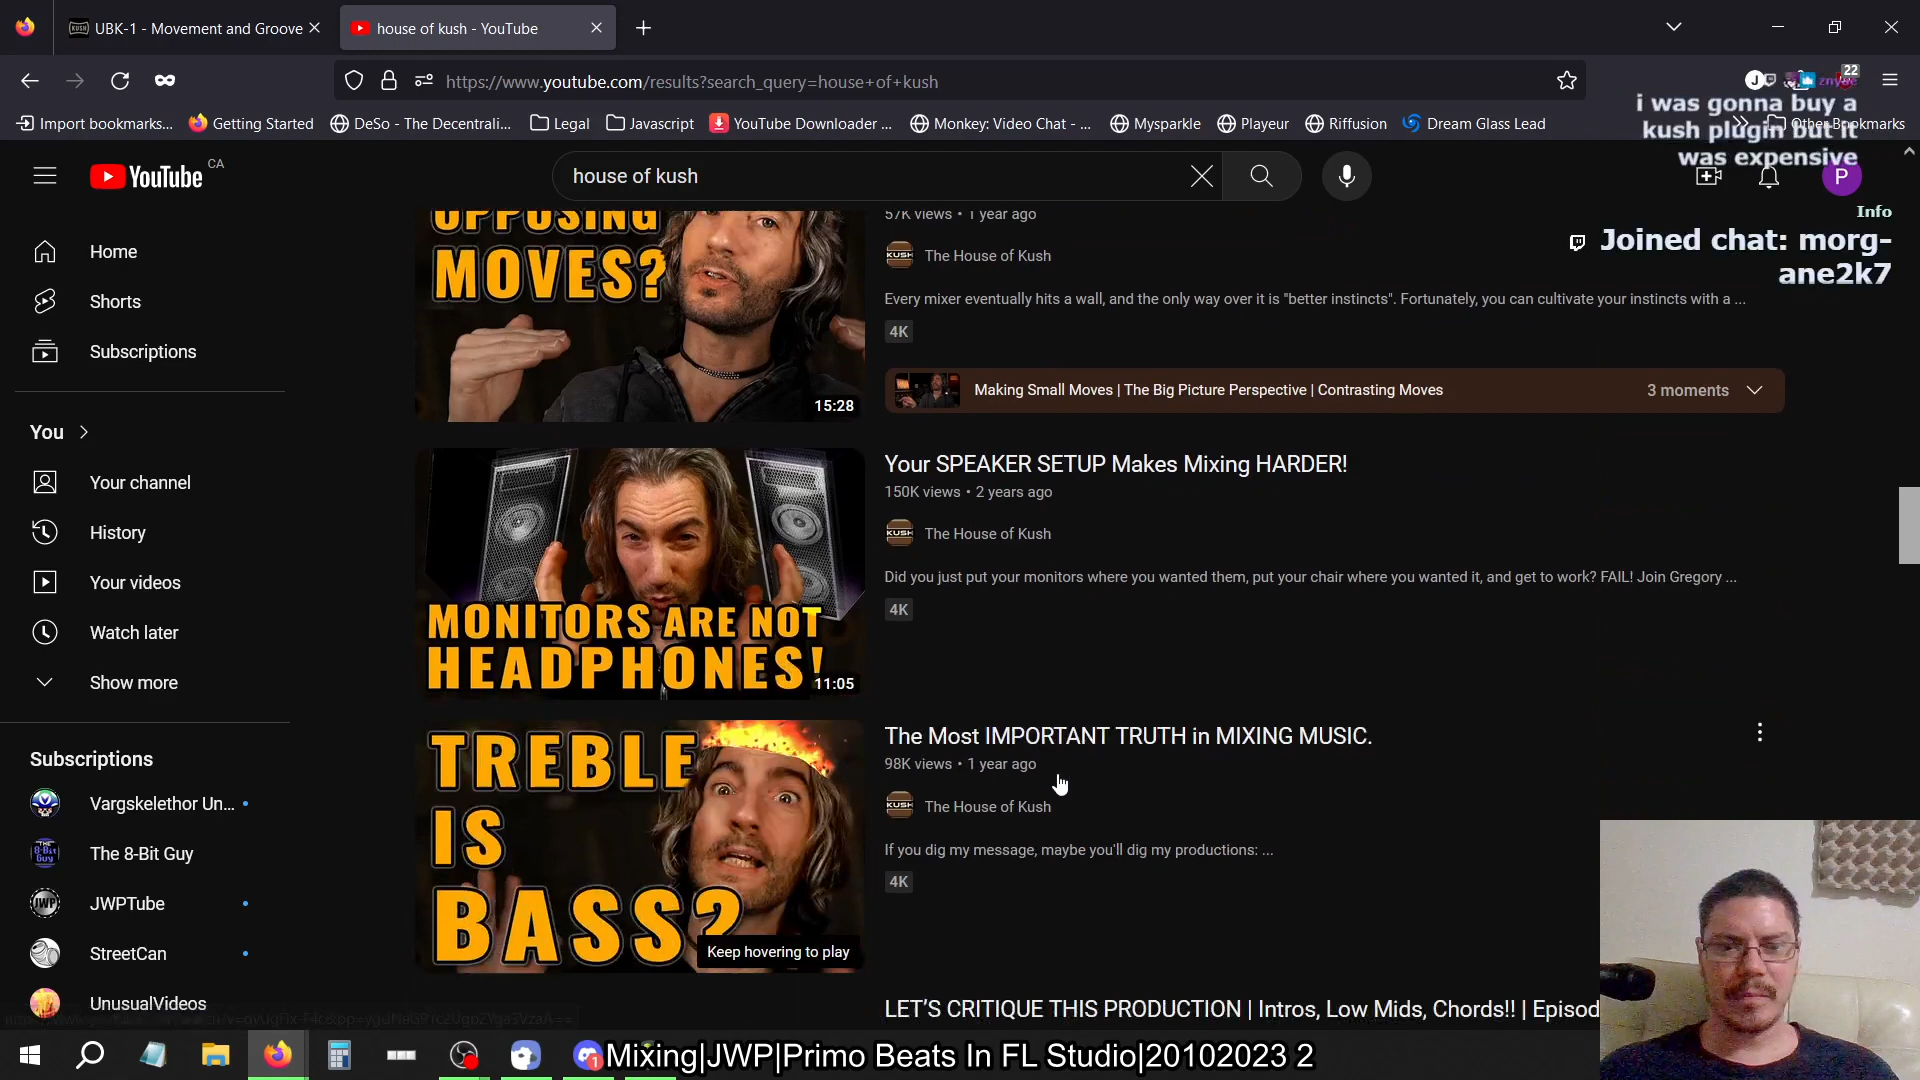 UBK-1 - Movement and Groove
house of kush - YouTube
https://www.youtube.com/results?search_query=house+of+kush
22
Import bookmarks...
Getting Started
DeSo - The Decentrali...
Legal
Javascript
YouTube Downloader ...
Monkey: Video Chat - ...
Mysparkle
Playeur
Riffusion
Dream Glass Lead
Other Bookmarks
i was gonna buy a
kush plugin but it
was expensive
YouTube
CA
house of kush
P
Info
Joined chat: morg-
ane2k7
Home
Shorts
Subscriptions
You
Your channel
History
Your videos
Watch later
Show more
Subscriptions
Vargskelethor Un...
The 8-Bit Guy
JWPTube
StreetCan
UnusualVideos
OPPOSING
MOVES?
15:28
57K views • 1 year ago
KUSH
The House of Kush
Every mixer eventually hits a wall, and the only way over it is "better instincts". Fortunately, you can cultivate your instincts with a ...
4K
Making Small Moves | The Big Picture Perspective | Contrasting Moves
3 moments
MONITORS ARE NOT
HEADPHONES!
11:05
Your SPEAKER SETUP Makes Mixing HARDER!
150K views • 2 years ago
KUSH
The House of Kush
Did you just put your monitors where you wanted them, put your chair where you wanted it, and get to work? FAIL! Join Gregory ...
4K
TREBLE
IS
BASS?
Keep hovering to play
The Most IMPORTANT TRUTH in MIXING MUSIC.
98K views • 1 year ago
KUSH
The House of Kush
If you dig my message, maybe you'll dig my productions: ...
4K
LET'S CRITIQUE THIS PRODUCTION | Intros, Low Mids, Chords!! | Episod
1
Mixing|JWP|Primo Beats In FL Studio|20102023 2